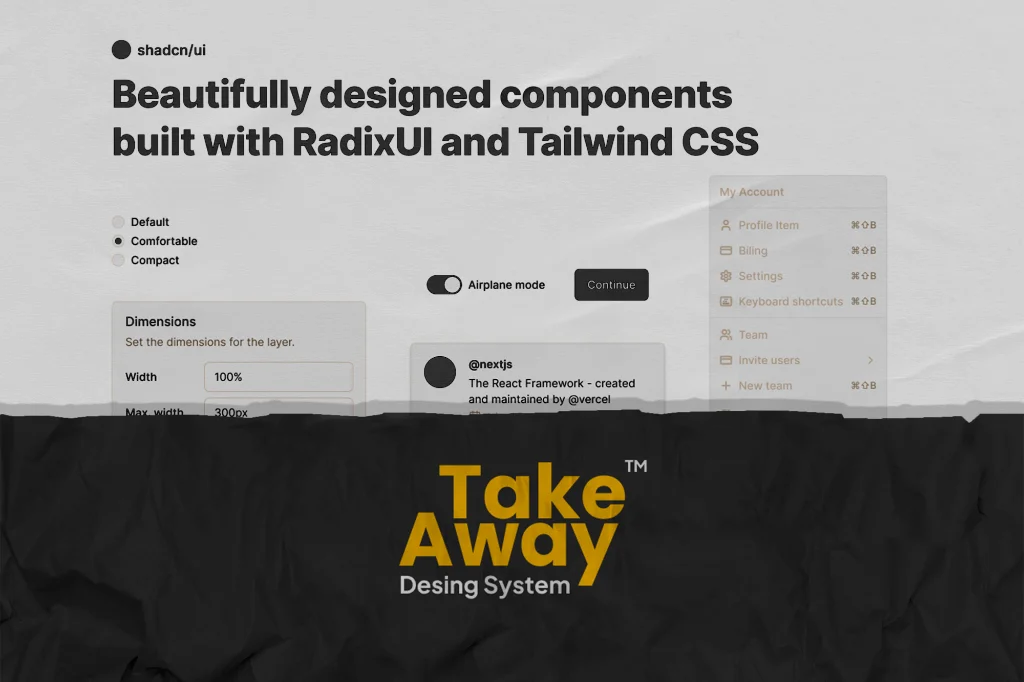 shadcn/ui
Beautifully designed components
built with RadixUI and Tailwind CSS
Default
Comfortable
Compact
Airplane mode
Continue
Dimensions
Set the dimensions for the layer.
Width
100%
Max. width
300px
@nextjs
The React Framework - created
and maintained by @vercel
My Account
Profile Item ⌘⇧B
Biling ⌘⇧B
Settings ⌘⇧B
Keyboard shortcuts ⌘⇧B
Team
Invite users
New team ⌘⇧B
Take
TM
Away
Desing System